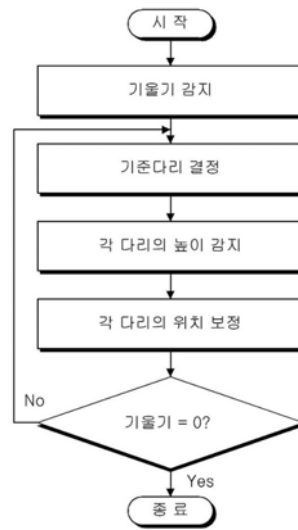 시 작
기울기 감지
기준다리 결정
각 다리의 높이 감지
각 다리의 위치 보정
기울기 = 0?
No
Yes
종 료